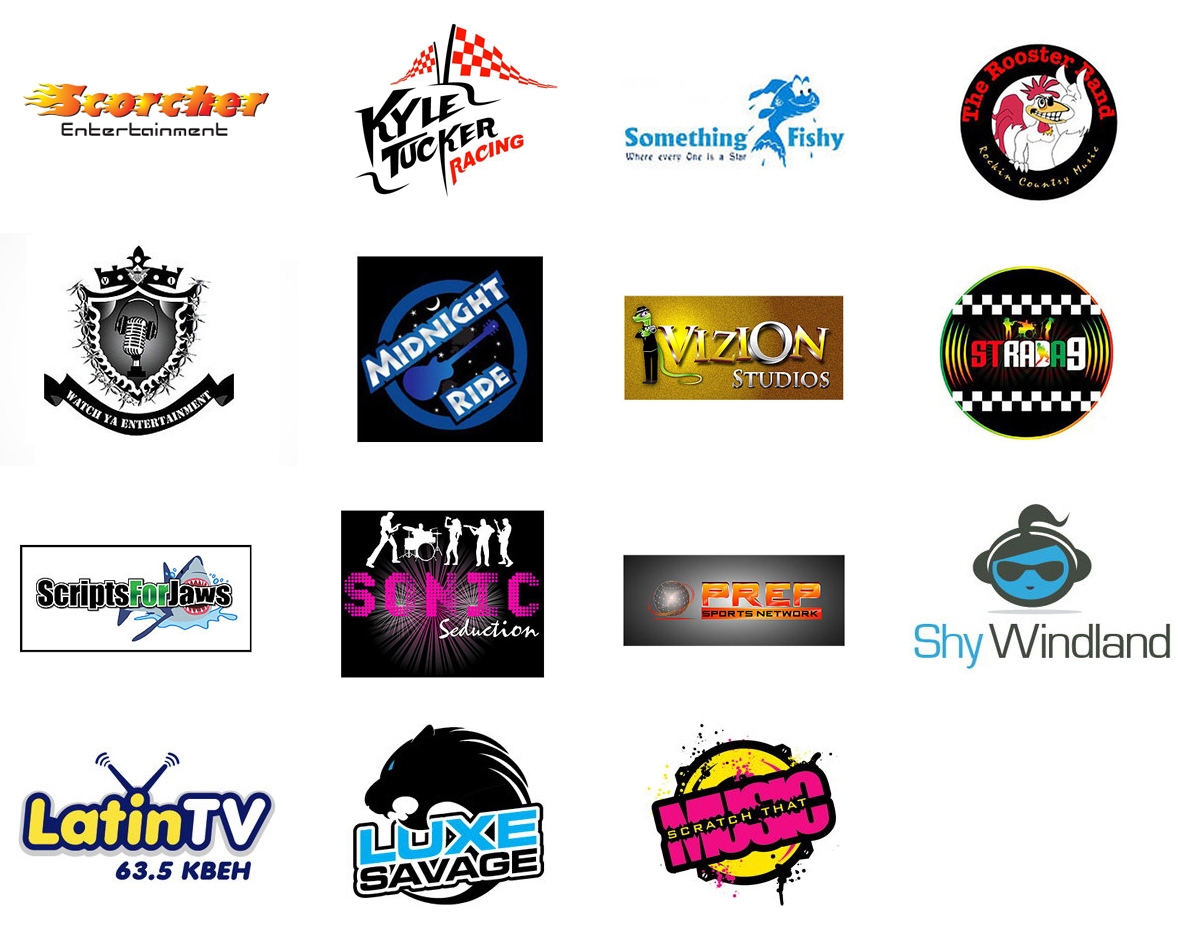 Scorcher
Entertainment
KYLE
TUCKER
RACING
Something Fishy
Where every One is a Star
The Rooster Band
Rockin Country Music
WATCH YA ENTERTAINMENT
MIDNIGHT
RIDE
VIZION
STUDIOS
STRADA9
ScriptsForJaws
SONIC
Seduction
PREP
SPORTS NETWORK
Shy Windland
LatinTV
63.5 KBEH
LUXE
SAVAGE
MUSIC
SCRATCH THAT